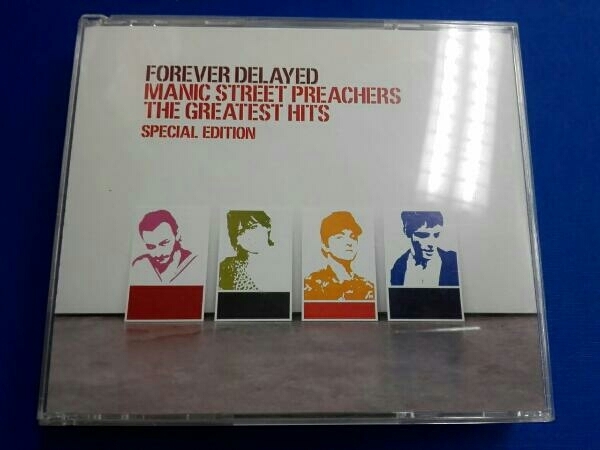 FOREVER DELAYED
MANIC STREET PREACHERS
THE GREATEST HITS
SPECIAL EDITION